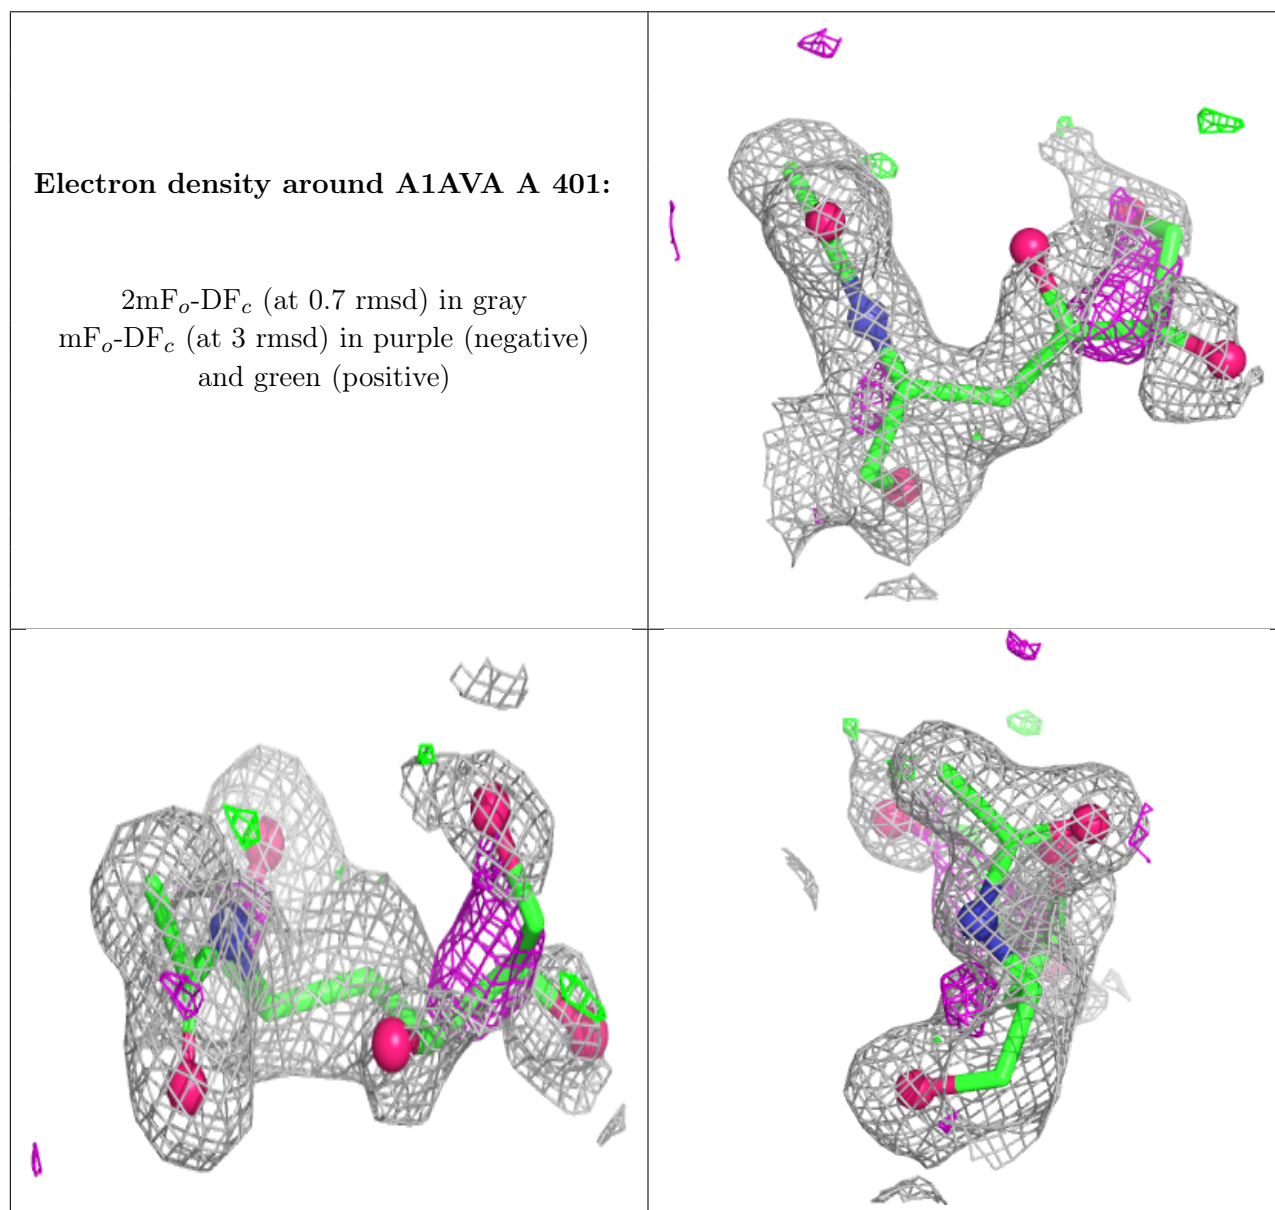 Electron density around A1AVA A 401:
2mFo-DFc (at 0.7 rmsd) in gray
mFo-DFc (at 3 rmsd) in purple (negative)
and green (positive)